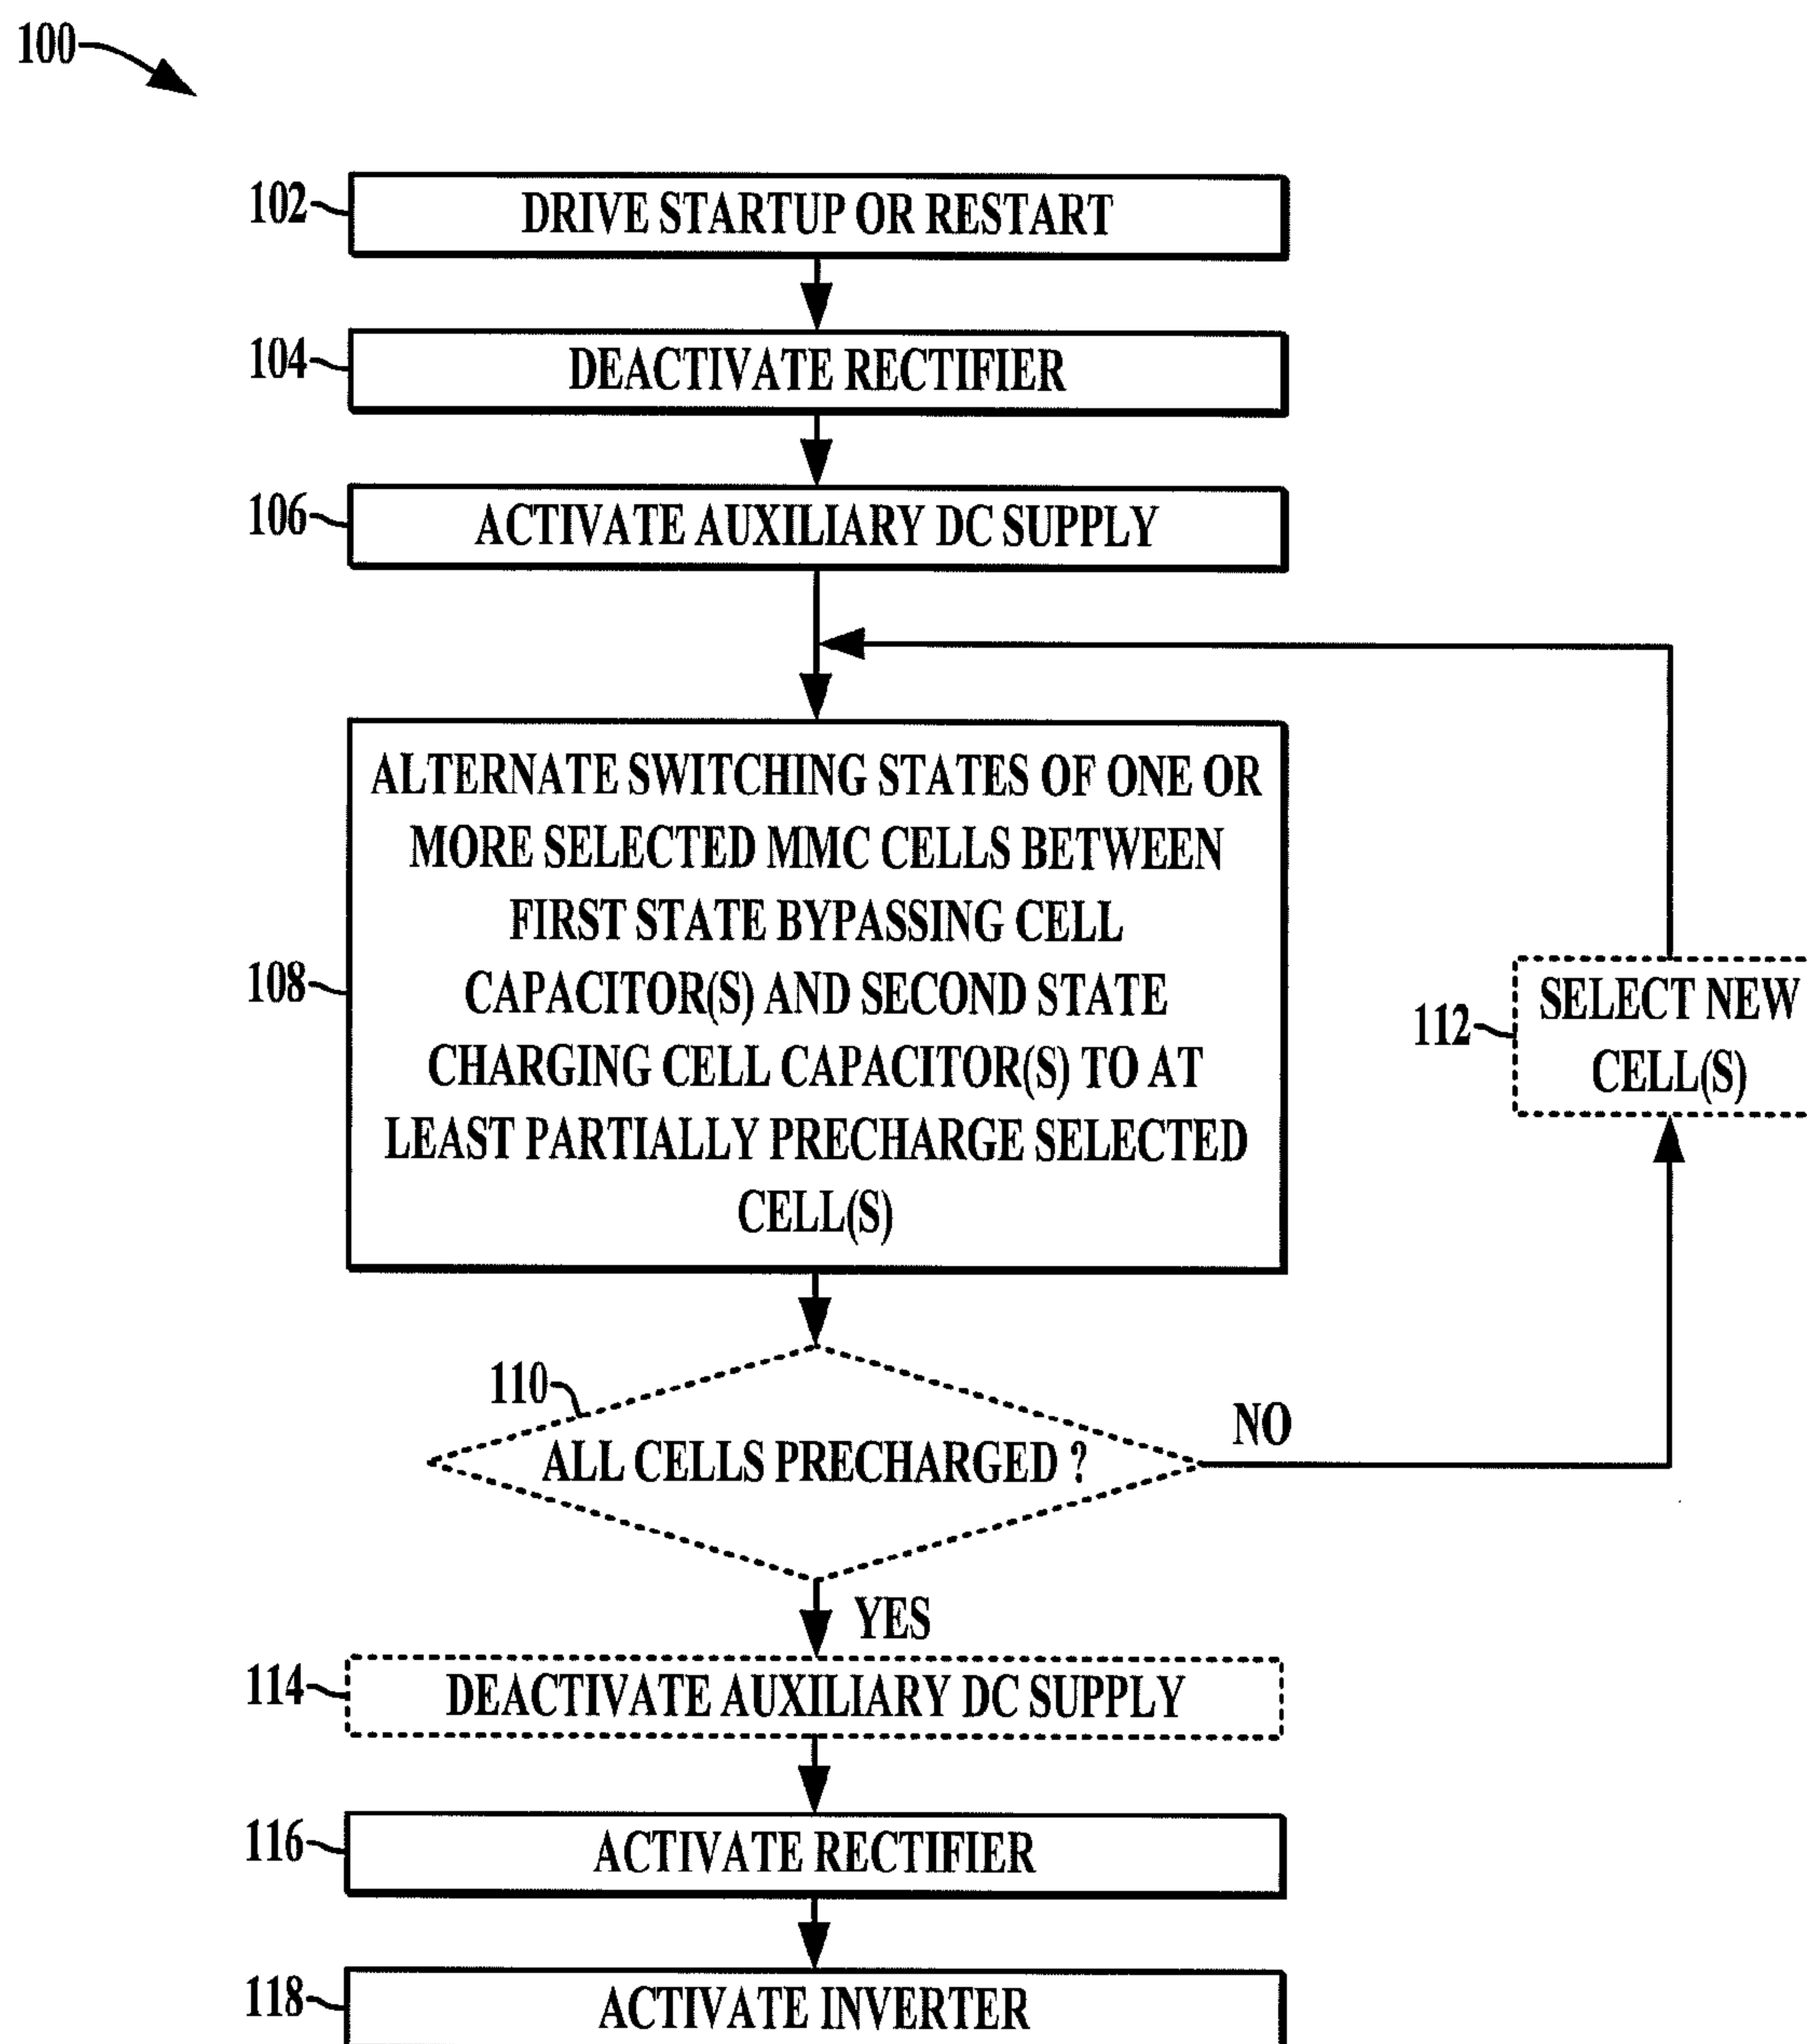 100
102
DRIVE STARTUP OR RESTART
104
DEACTIVATE RECTIFIER
106
ACTIVATE AUXILIARY DC SUPPLY
108
ALTERNATE SWITCHING STATES OF ONE OR
MORE SELECTED MMC CELLS BETWEEN
FIRST STATE BYPASSING CELL
CAPACITOR(S) AND SECOND STATE
CHARGING CELL CAPACITOR(S) TO AT
LEAST PARTIALLY PRECHARGE SELECTED
CELL(S)
112
SELECT NEW
CELL(S)
110
ALL CELLS PRECHARGED ?
NO
YES
114
DEACTIVATE AUXILIARY DC SUPPLY
116
ACTIVATE RECTIFIER
118
ACTIVATE INVERTER